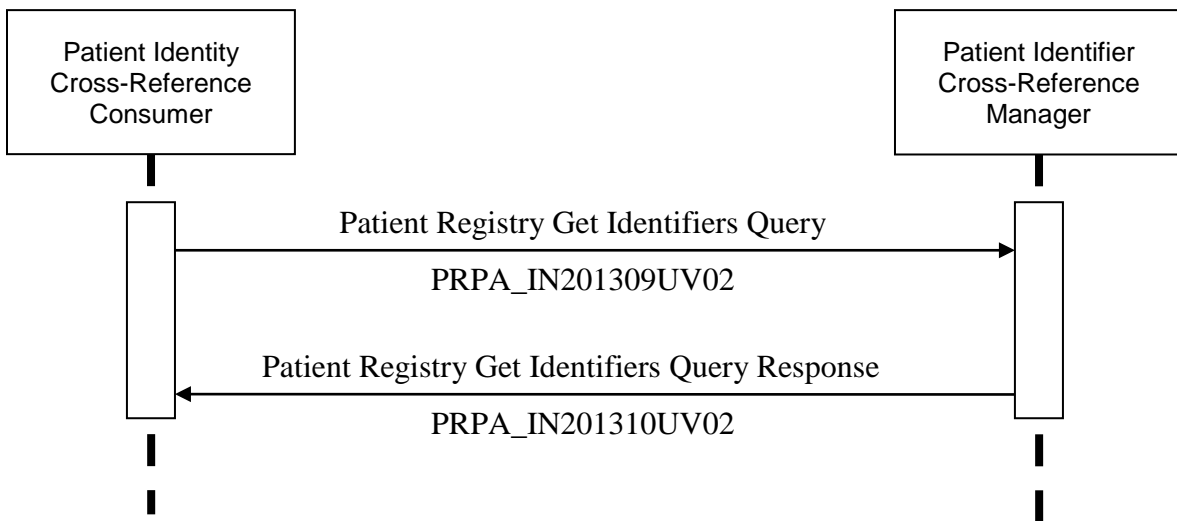 Patient Identity
Cross-Reference
Consumer
Patient Identifier
Cross-Reference
Manager
Patient Registry Get Identifiers Query
PRPA_IN201309UV02
Patient Registry Get Identifiers Query Response
PRPA_IN201310UV02